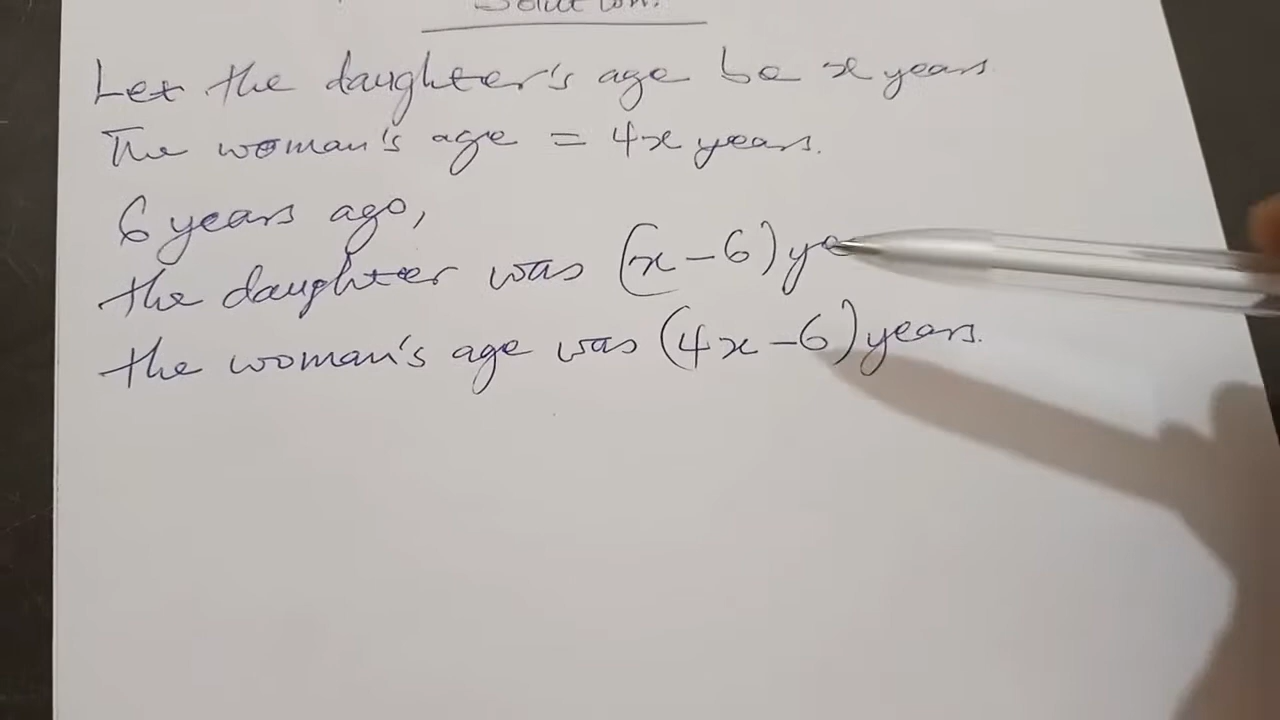 Solution.
Let the daughter's age be x years.
The woman's age = 4x years.
6 years ago,
the daughter was (x-6)
the woman's age was (4x-6) years.